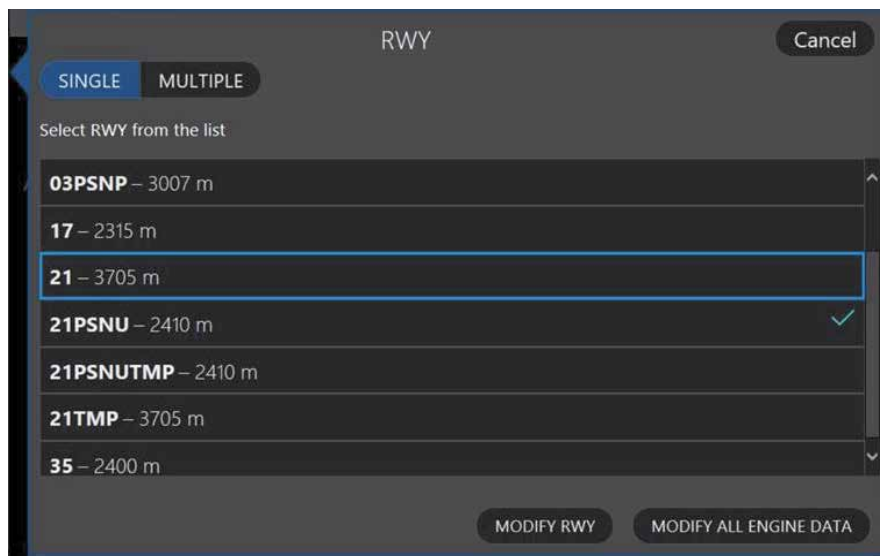 RWY
Cancel
SINGLE MULTIPLE
Select RWY from the list
03PSNP – 3007 m
17 – 2315 m
21 – 3705 m
21PSNU – 2410 m
21PSNUTMP – 2410 m
21TMP – 3705 m
35 – 2400 m
MODIFY RWY MODIFY ALL ENGINE DATA